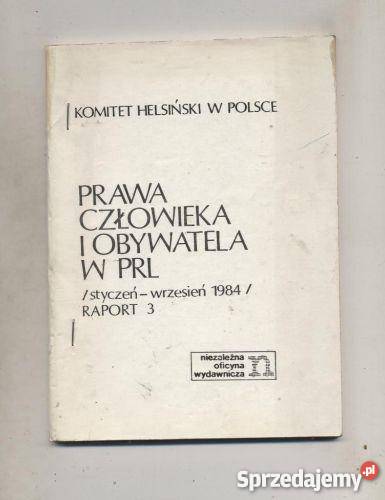 KOMITET HELSIŃSKI W POLSCE
PRAWA
CZŁOWIEKA
I OBYWATELA
W PRL
/styczeń – wrzesień 1984 /
RAPORT 3
niezależna
oficyna
wydawnicza
n
Sprzedajemy.pl